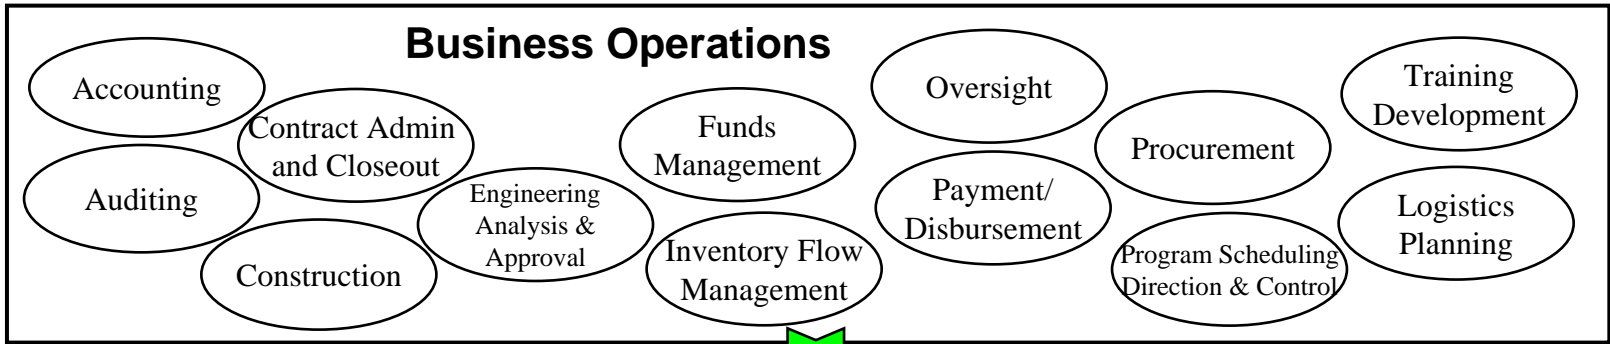 Business Operations
Accounting
Contract Admin
and Closeout
Auditing
Construction
Engineering
Analysis &
Approval
Funds
Management
Inventory Flow
Management
Oversight
Payment/
Disbursement
Procurement
Program Scheduling
Direction & Control
Training
Development
Logistics
Planning